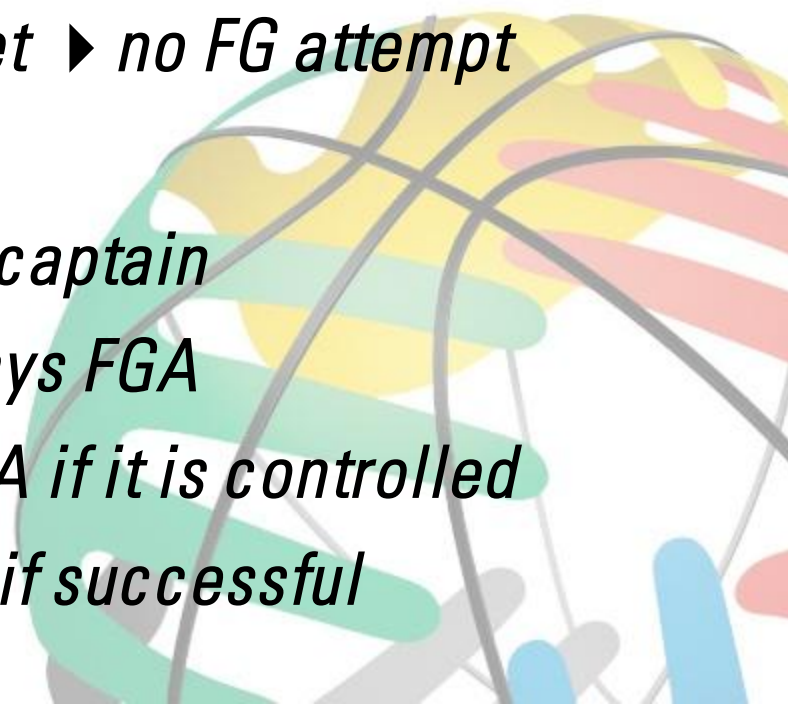 et ▶ no FG attempt
captain
ys FGA
A if it is controlled
if successful